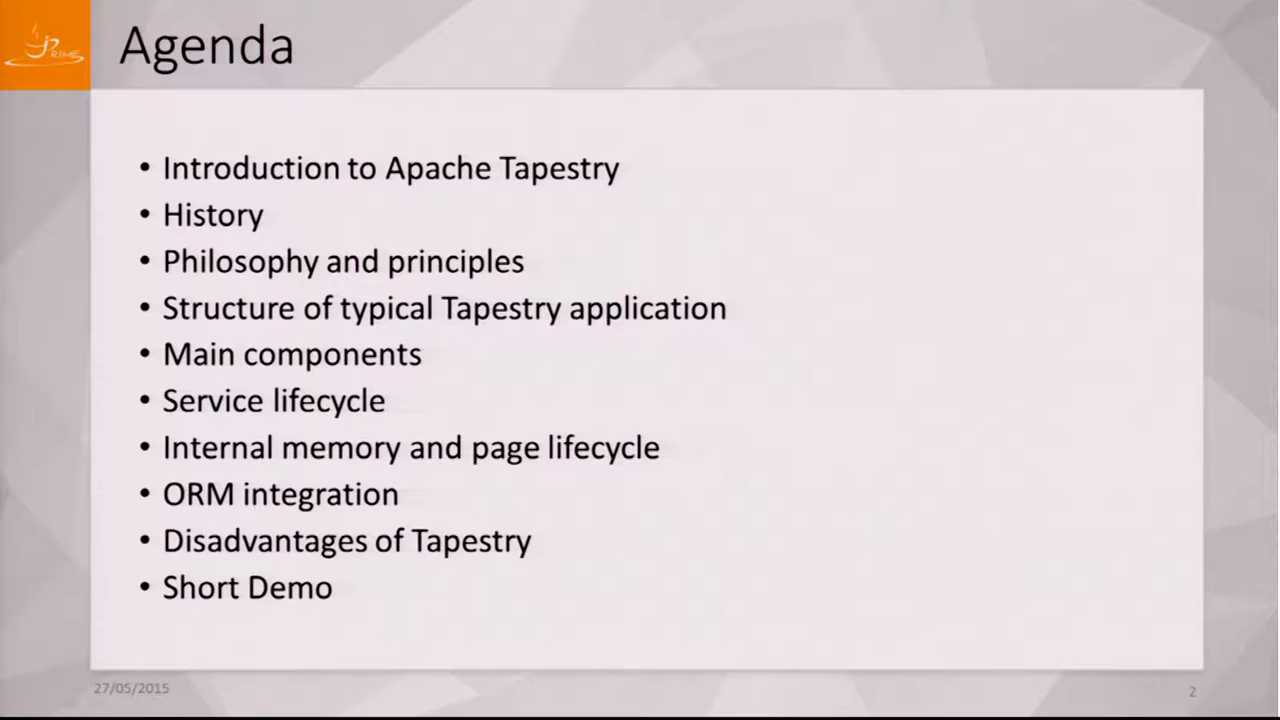 JPRIME
Agenda
• Introduction to Apache Tapestry
• History
• Philosophy and principles
• Structure of typical Tapestry application
• Main components
• Service lifecycle
• Internal memory and page lifecycle
• ORM integration
• Disadvantages of Tapestry
• Short Demo
27/05/2015
2